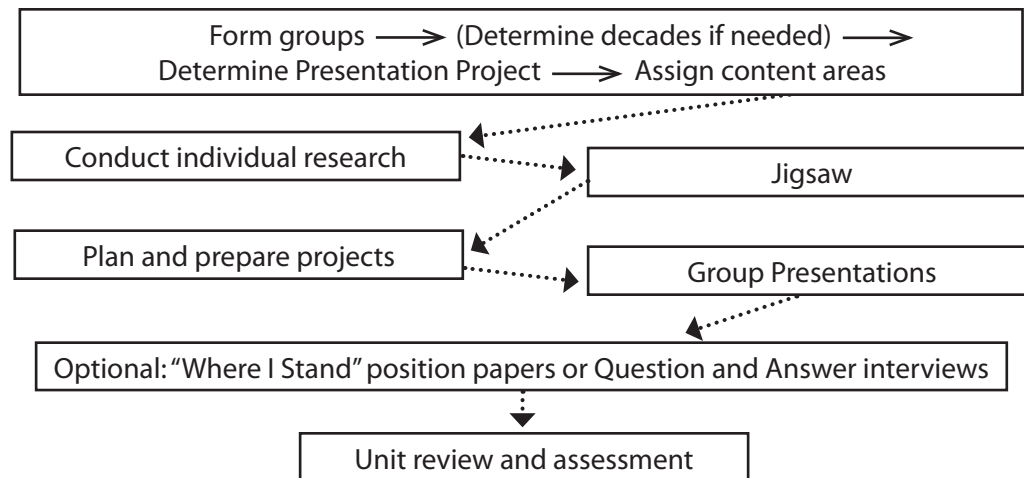 Form groups → (Determine decades if needed) →
Determine Presentation Project → Assign content areas
Conduct individual research
Jigsaw
Plan and prepare projects
Group Presentations
Optional: “Where I Stand” position papers or Question and Answer interviews
Unit review and assessment